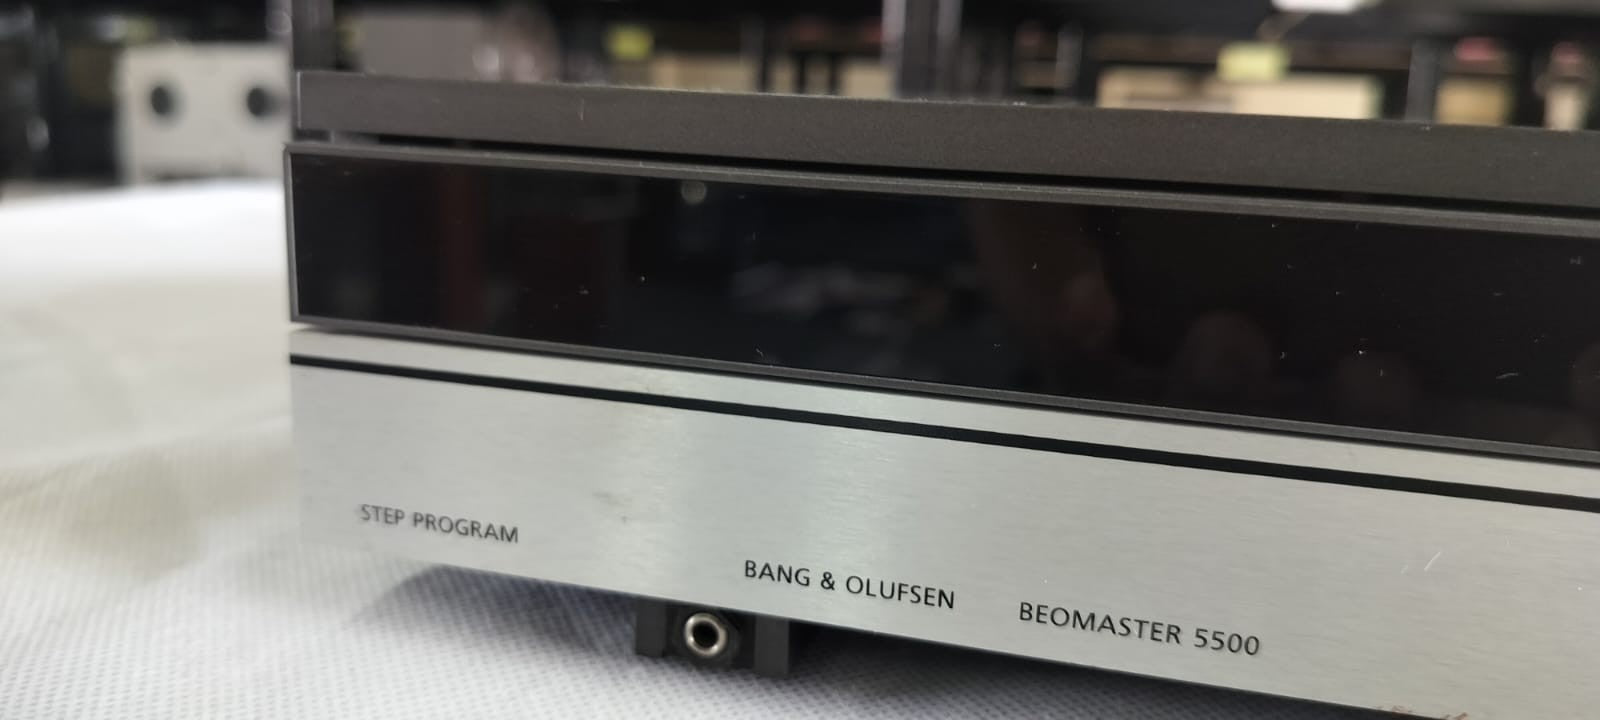 STEP PROGRAM
BANG & OLUFSEN
BEOMASTER 5500